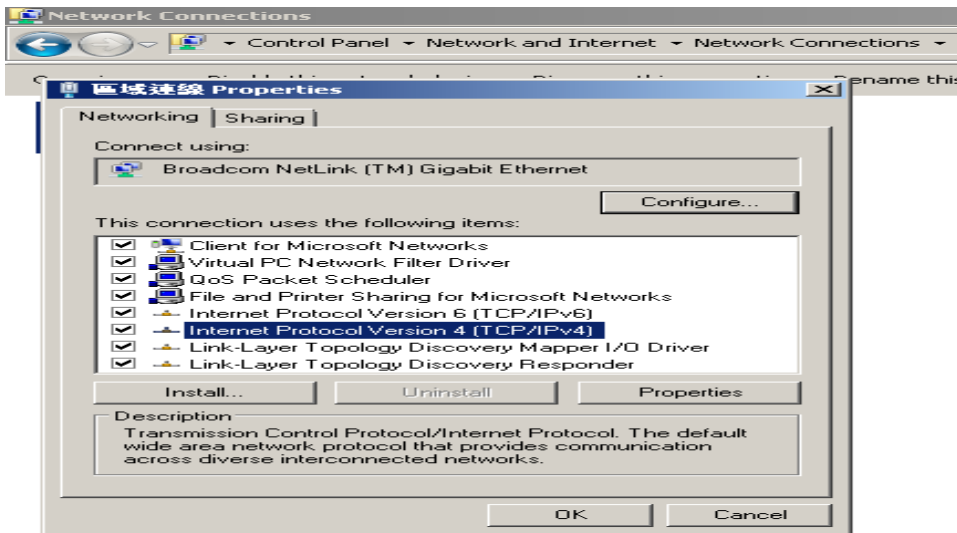 Network Connections
Control Panel Network and Internet Network Connections
ename this
區域連線 Properties
Networking Sharing
Connect using:
Broadcom NetLink (TM) Gigabit Ethernet
Configure...
This connection uses the following items:
Client for Microsoft Networks
Virtual PC Network Filter Driver
QoS Packet Scheduler
File and Printer Sharing for Microsoft Networks
Internet Protocol Version 6 (TCP/IPv6)
Internet Protocol Version 4 (TCP/IPv4)
Link-Layer Topology Discovery Mapper I/O Driver
Link-Layer Topology Discovery Responder
Install... Uninstall Properties
Description
Transmission Control Protocol/Internet Protocol. The default
wide area network protocol that provides communication
across diverse interconnected networks.
OK Cancel